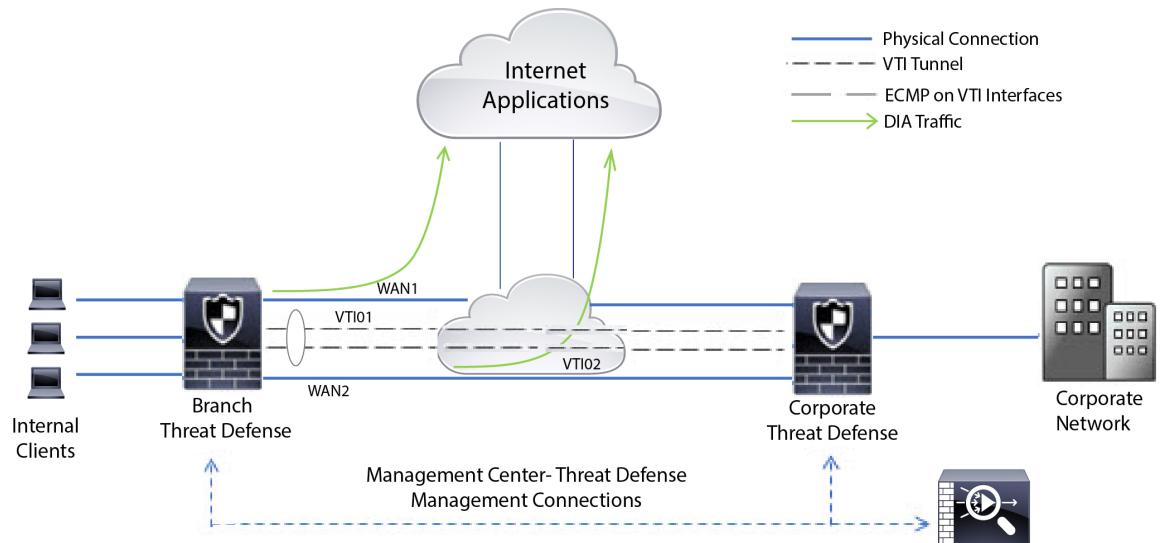 Internet
Applications
Physical Connection
VTI Tunnel
ECMP on VTI Interfaces
DIA Traffic
WAN1
VTI01
VTI02
WAN2
Internal
Clients
Branch
Threat Defense
Corporate
Threat Defense
Corporate
Network
Management Center- Threat Defense
Management Connections